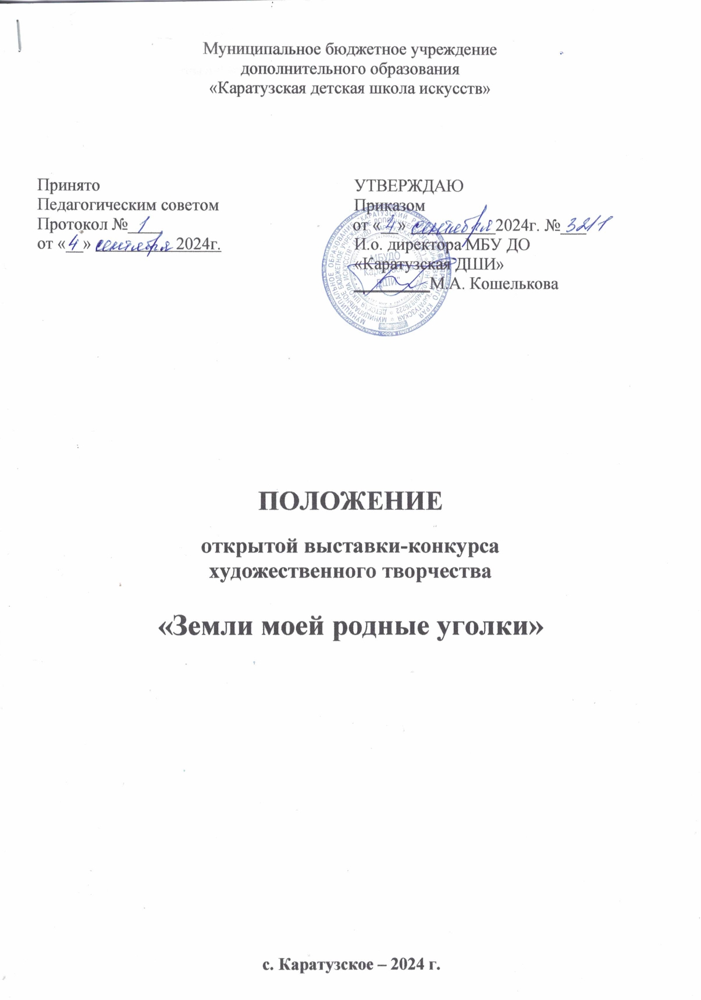 Муниципальное бюджетное учреждение
дополнительного образования
«Каратузская детская школа искусств»
Принято
Педагогическим советом
Протокол № 1
от «4» сентября 2024г.
УТВЕРЖДАЮ
Приказом
от «4» сентября 2024г. № 32/1
И.о. директора МБУ ДО
«Каратузская ДШИ»
М.А. Кошелькова
МБУДО
ДШИ"
ПОЛОЖЕНИЕ
открытой выставки-конкурса
художественного творчества
«Земли моей родные уголки»
с. Каратузское – 2024 г.